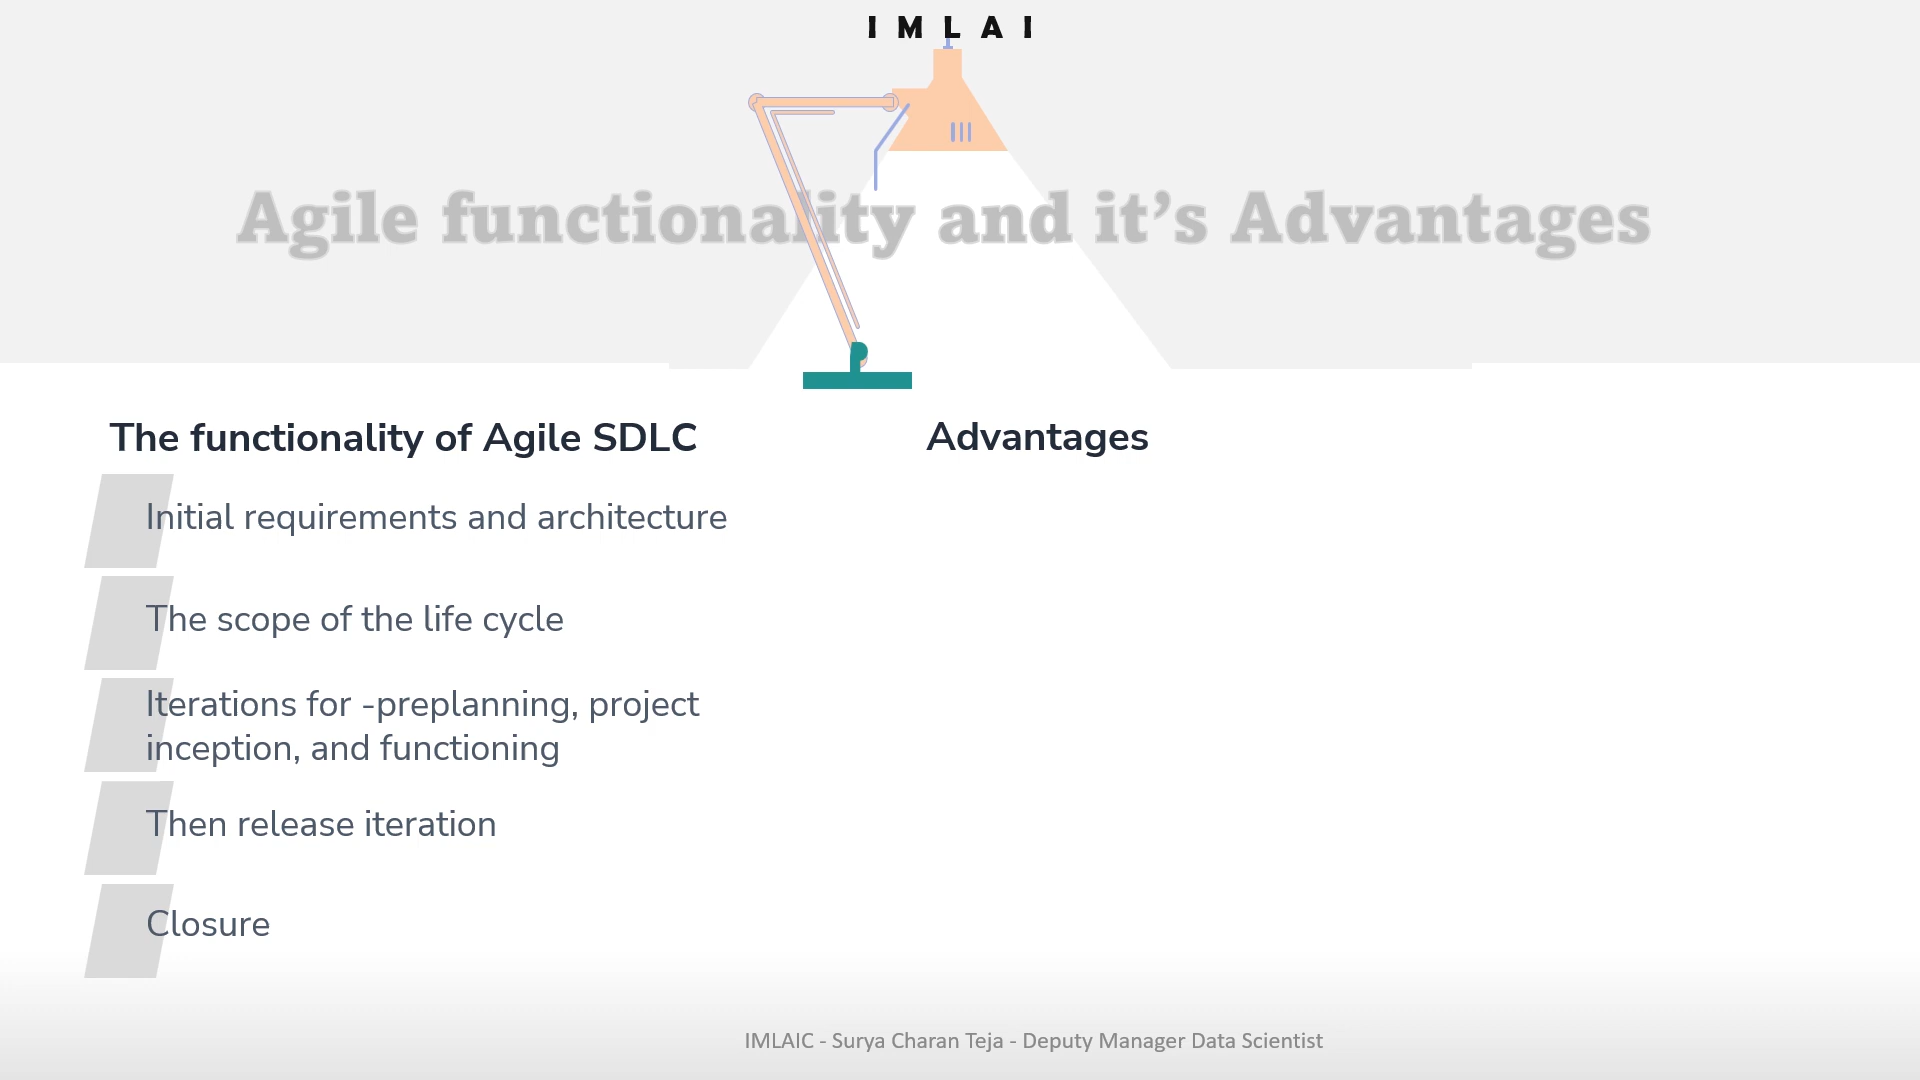 IMLAI
Agile functionality and it’s Advantages
The functionality of Agile SDLC
Initial requirements and architecture
The scope of the life cycle
Iterations for -preplanning, project
inception, and functioning
Then release iteration
Closure
Advantages
IMLAIC - Surya Charan Teja - Deputy Manager Data Scientist